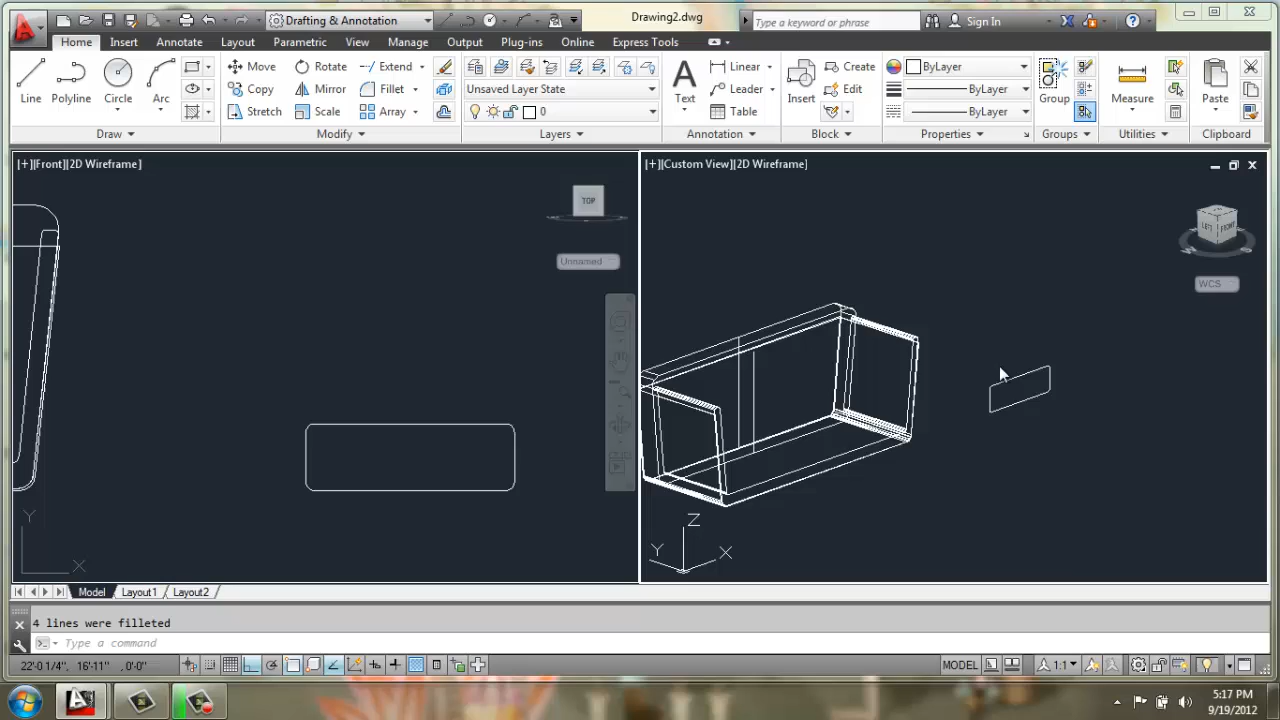 Drafting & Annotation
Drawing2.dwg
Type a keyword or phrase
Sign In
Home Insert Annotate Layout Parametric View Manage Output Plug-ins Online Express Tools
Line
Polyline
Circle
Arc
Move
Copy
Stretch
Rotate
Mirror
Scale
Extend
Fillet
Array
Unsaved Layer State
0
Text
Linear
Leader
Table
Insert
Create
Edit
ByLayer
ByLayer
ByLayer
Group
Measure
Paste
Draw
Modify
Layers
Annotation
Block
Properties
Groups
Utilities
Clipboard
[+][Front][2D Wireframe]
TOP
Unnamed
Y
X
[+][Custom View][2D Wireframe]
LEFT
FRONT
WCS
Z
Y
X
Model Layout1 Layout2
4 lines were filleted
Type a command
22'-0 1/4", 16'-11" ,0'-0"
MODEL
1:1
5:17 PM
9/19/2012